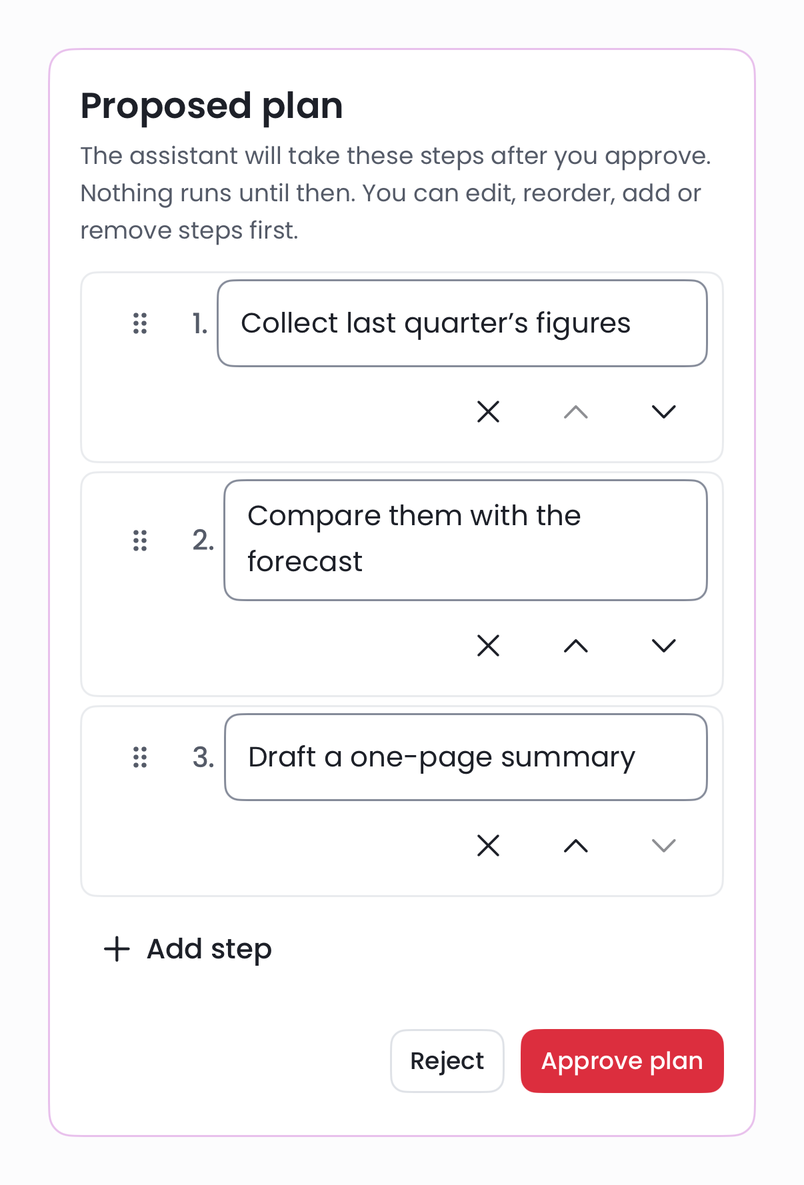 Proposed plan
The assistant will take these steps after you approve.
Nothing runs until then. You can edit, reorder, add or
remove steps first.
1. Collect last quarter’s figures
2. Compare them with the
forecast
3. Draft a one-page summary
Add step
Reject
Approve plan